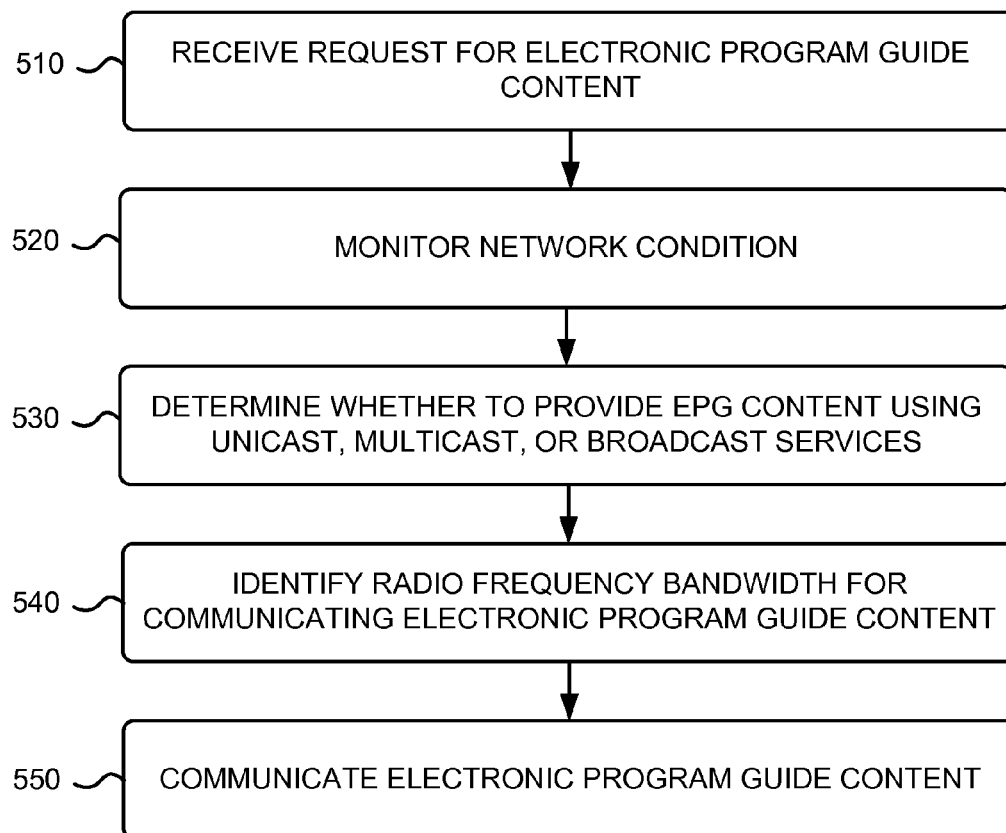 510
RECEIVE REQUEST FOR ELECTRONIC PROGRAM GUIDE
CONTENT
520
MONITOR NETWORK CONDITION
530
DETERMINE WHETHER TO PROVIDE EPG CONTENT USING
UNICAST, MULTICAST, OR BROADCAST SERVICES
540
IDENTIFY RADIO FREQUENCY BANDWIDTH FOR
COMMUNICATING ELECTRONIC PROGRAM GUIDE CONTENT
550
COMMUNICATE ELECTRONIC PROGRAM GUIDE CONTENT